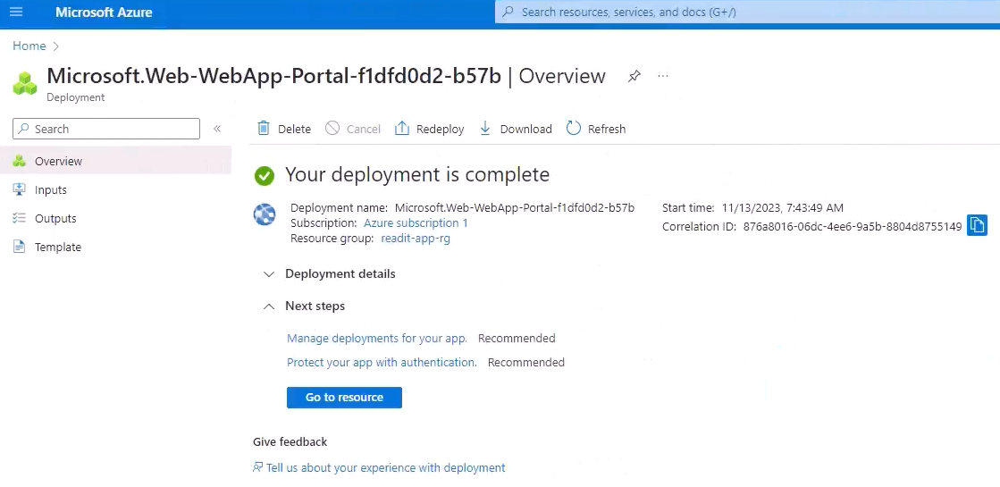 Microsoft Azure
Search resources, services, and docs (G+/)
Home
Microsoft.Web-WebApp-Portal-f1dfd0d2-b57b | Overview
Deployment
Search
Delete Cancel Redeploy Download Refresh
Overview
Inputs
Outputs
Template
Your deployment is complete
Deployment name: Microsoft.Web-WebApp-Portal-f1dfd0d2-b57b
Subscription: Azure subscription 1
Resource group: readit-app-rg
Start time: 11/13/2023, 7:43:49 AM
Correlation ID: 876a8016-06dc-4ee6-9a5b-8804d8755149
Deployment details
Next steps
Manage deployments for your app. Recommended
Protect your app with authentication. Recommended
Go to resource
Give feedback
Tell us about your experience with deployment